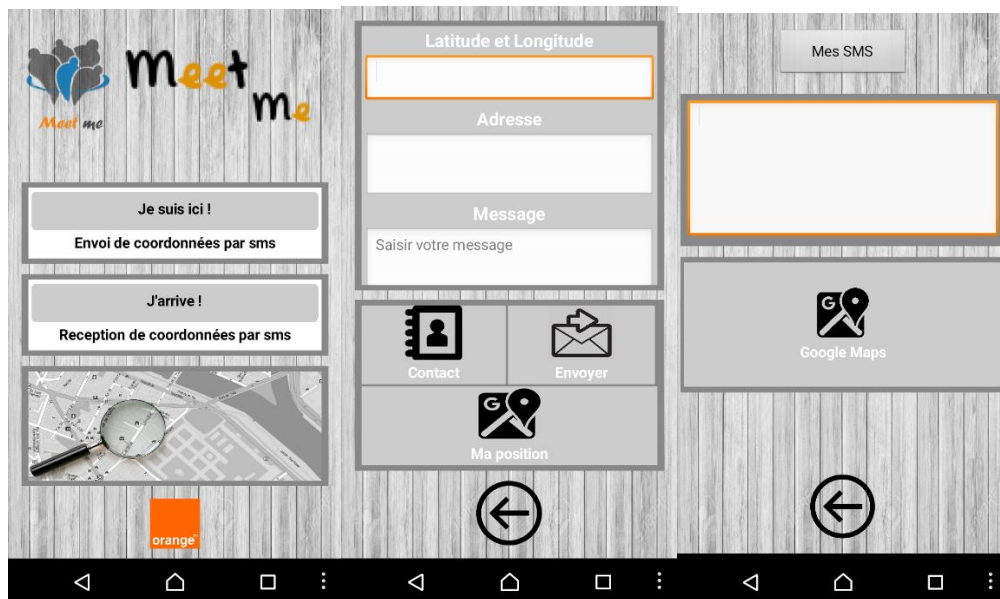 Meet me
Meet
me
Je suis ici !
Envoi de coordonnées par sms
J'arrive !
Reception de coordonnées par sms
orange™
Latitude et Longitude
Adresse
Message
Saisir votre message
Contact
Envoyer
G
Ma position
Mes SMS
G
Google Maps